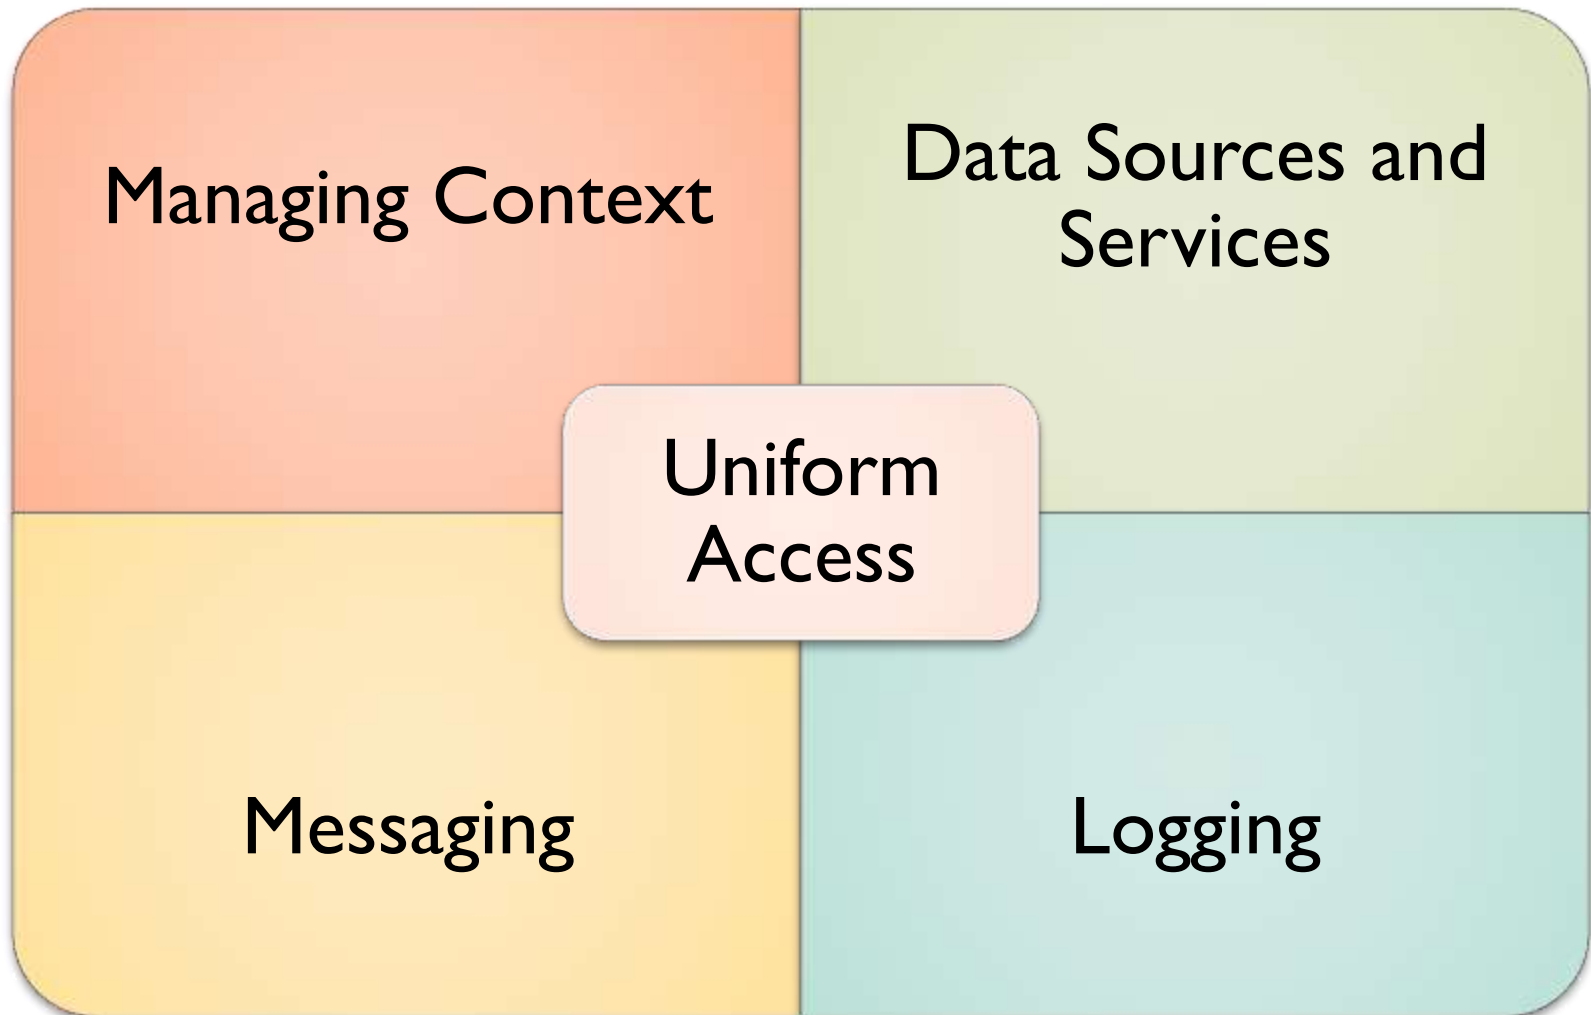 Managing Context
Data Sources and
Services
Uniform
Access
Messaging
Logging